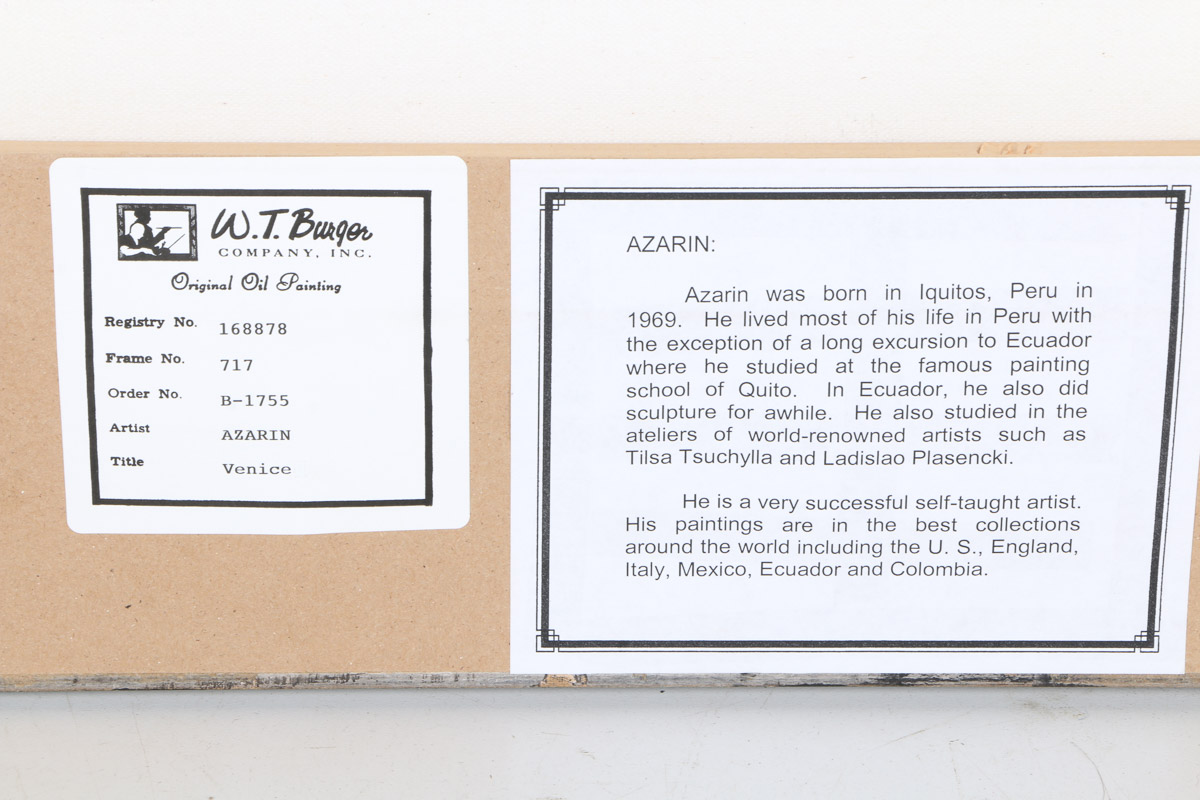 W.T. Burger
COMPANY, INC.
Original Oil Painting
Registry No. 168878
Frame No. 717
Order No. B-1755
Artist AZARIN
Title Venice
AZARIN:
Azarin was born in Iquitos, Peru in
1969. He lived most of his life in Peru with
the exception of a long excursion to Ecuador
where he studied at the famous painting
school of Quito. In Ecuador, he also did
sculpture for awhile. He also studied in the
ateliers of world-renowned artists such as
Tilsa Tsuchylla and Ladislao Plasencki.
He is a very successful self-taught artist.
His paintings are in the best collections
around the world including the U. S., England,
Italy, Mexico, Ecuador and Colombia.